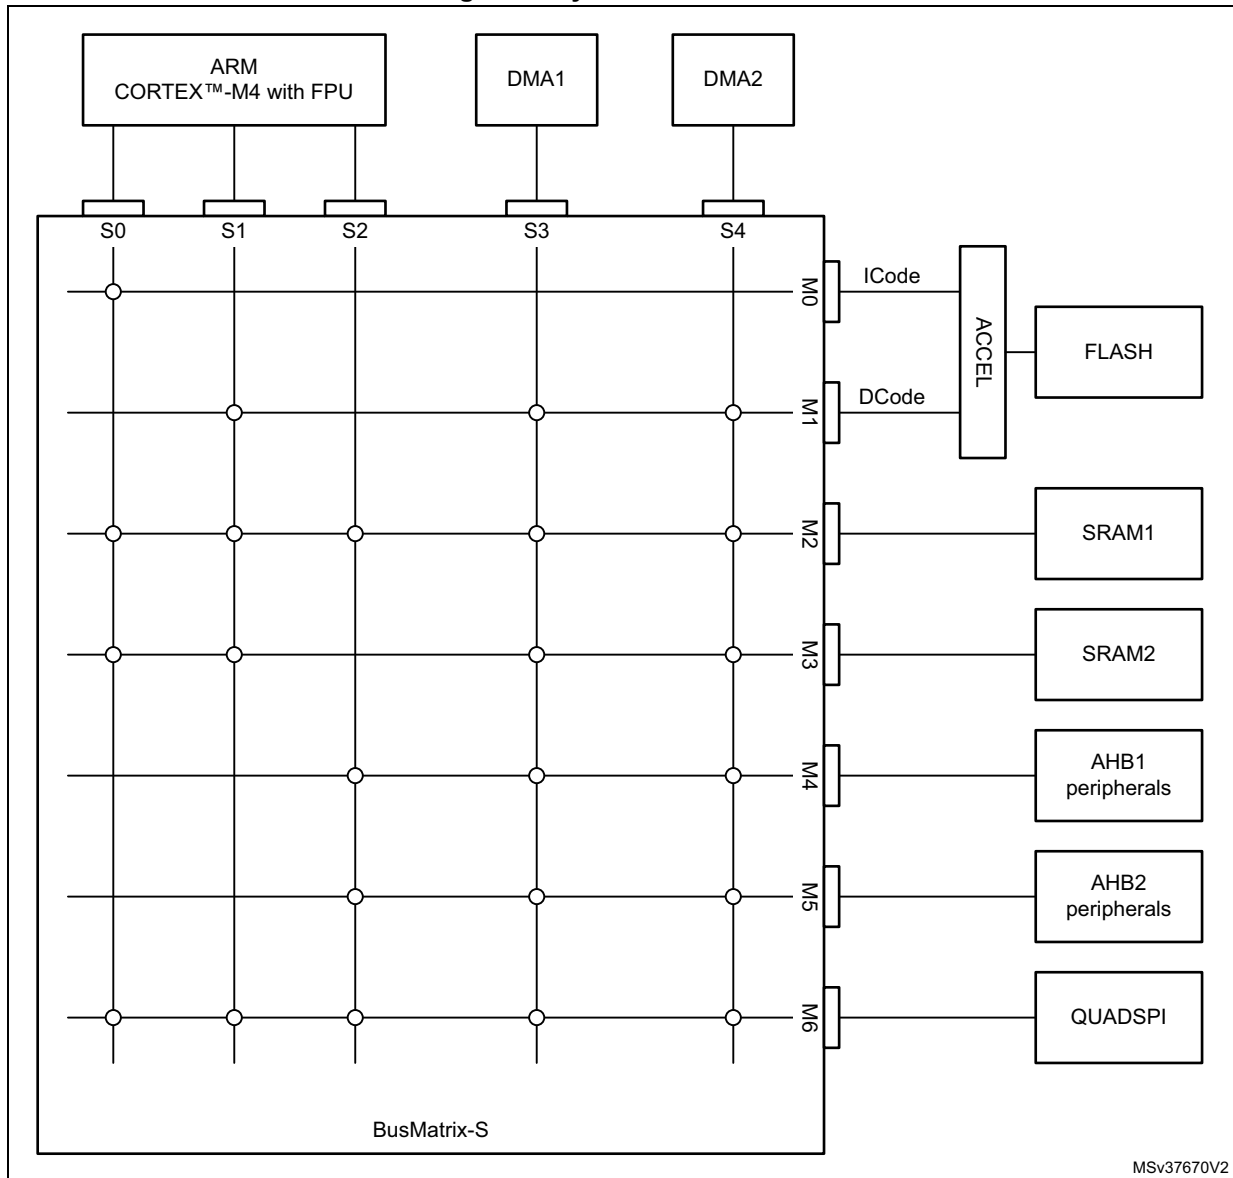 ARM
CORTEX™-M4 with FPU
DMA1
DMA2
S0
S1
S2
S3
S4
M0
ICode
ACCEL
FLASH
M1
DCode
M2
SRAM1
M3
SRAM2
M4
AHB1
peripherals
M5
AHB2
peripherals
M6
QUADSPI
BusMatrix-S
MSv37670V2